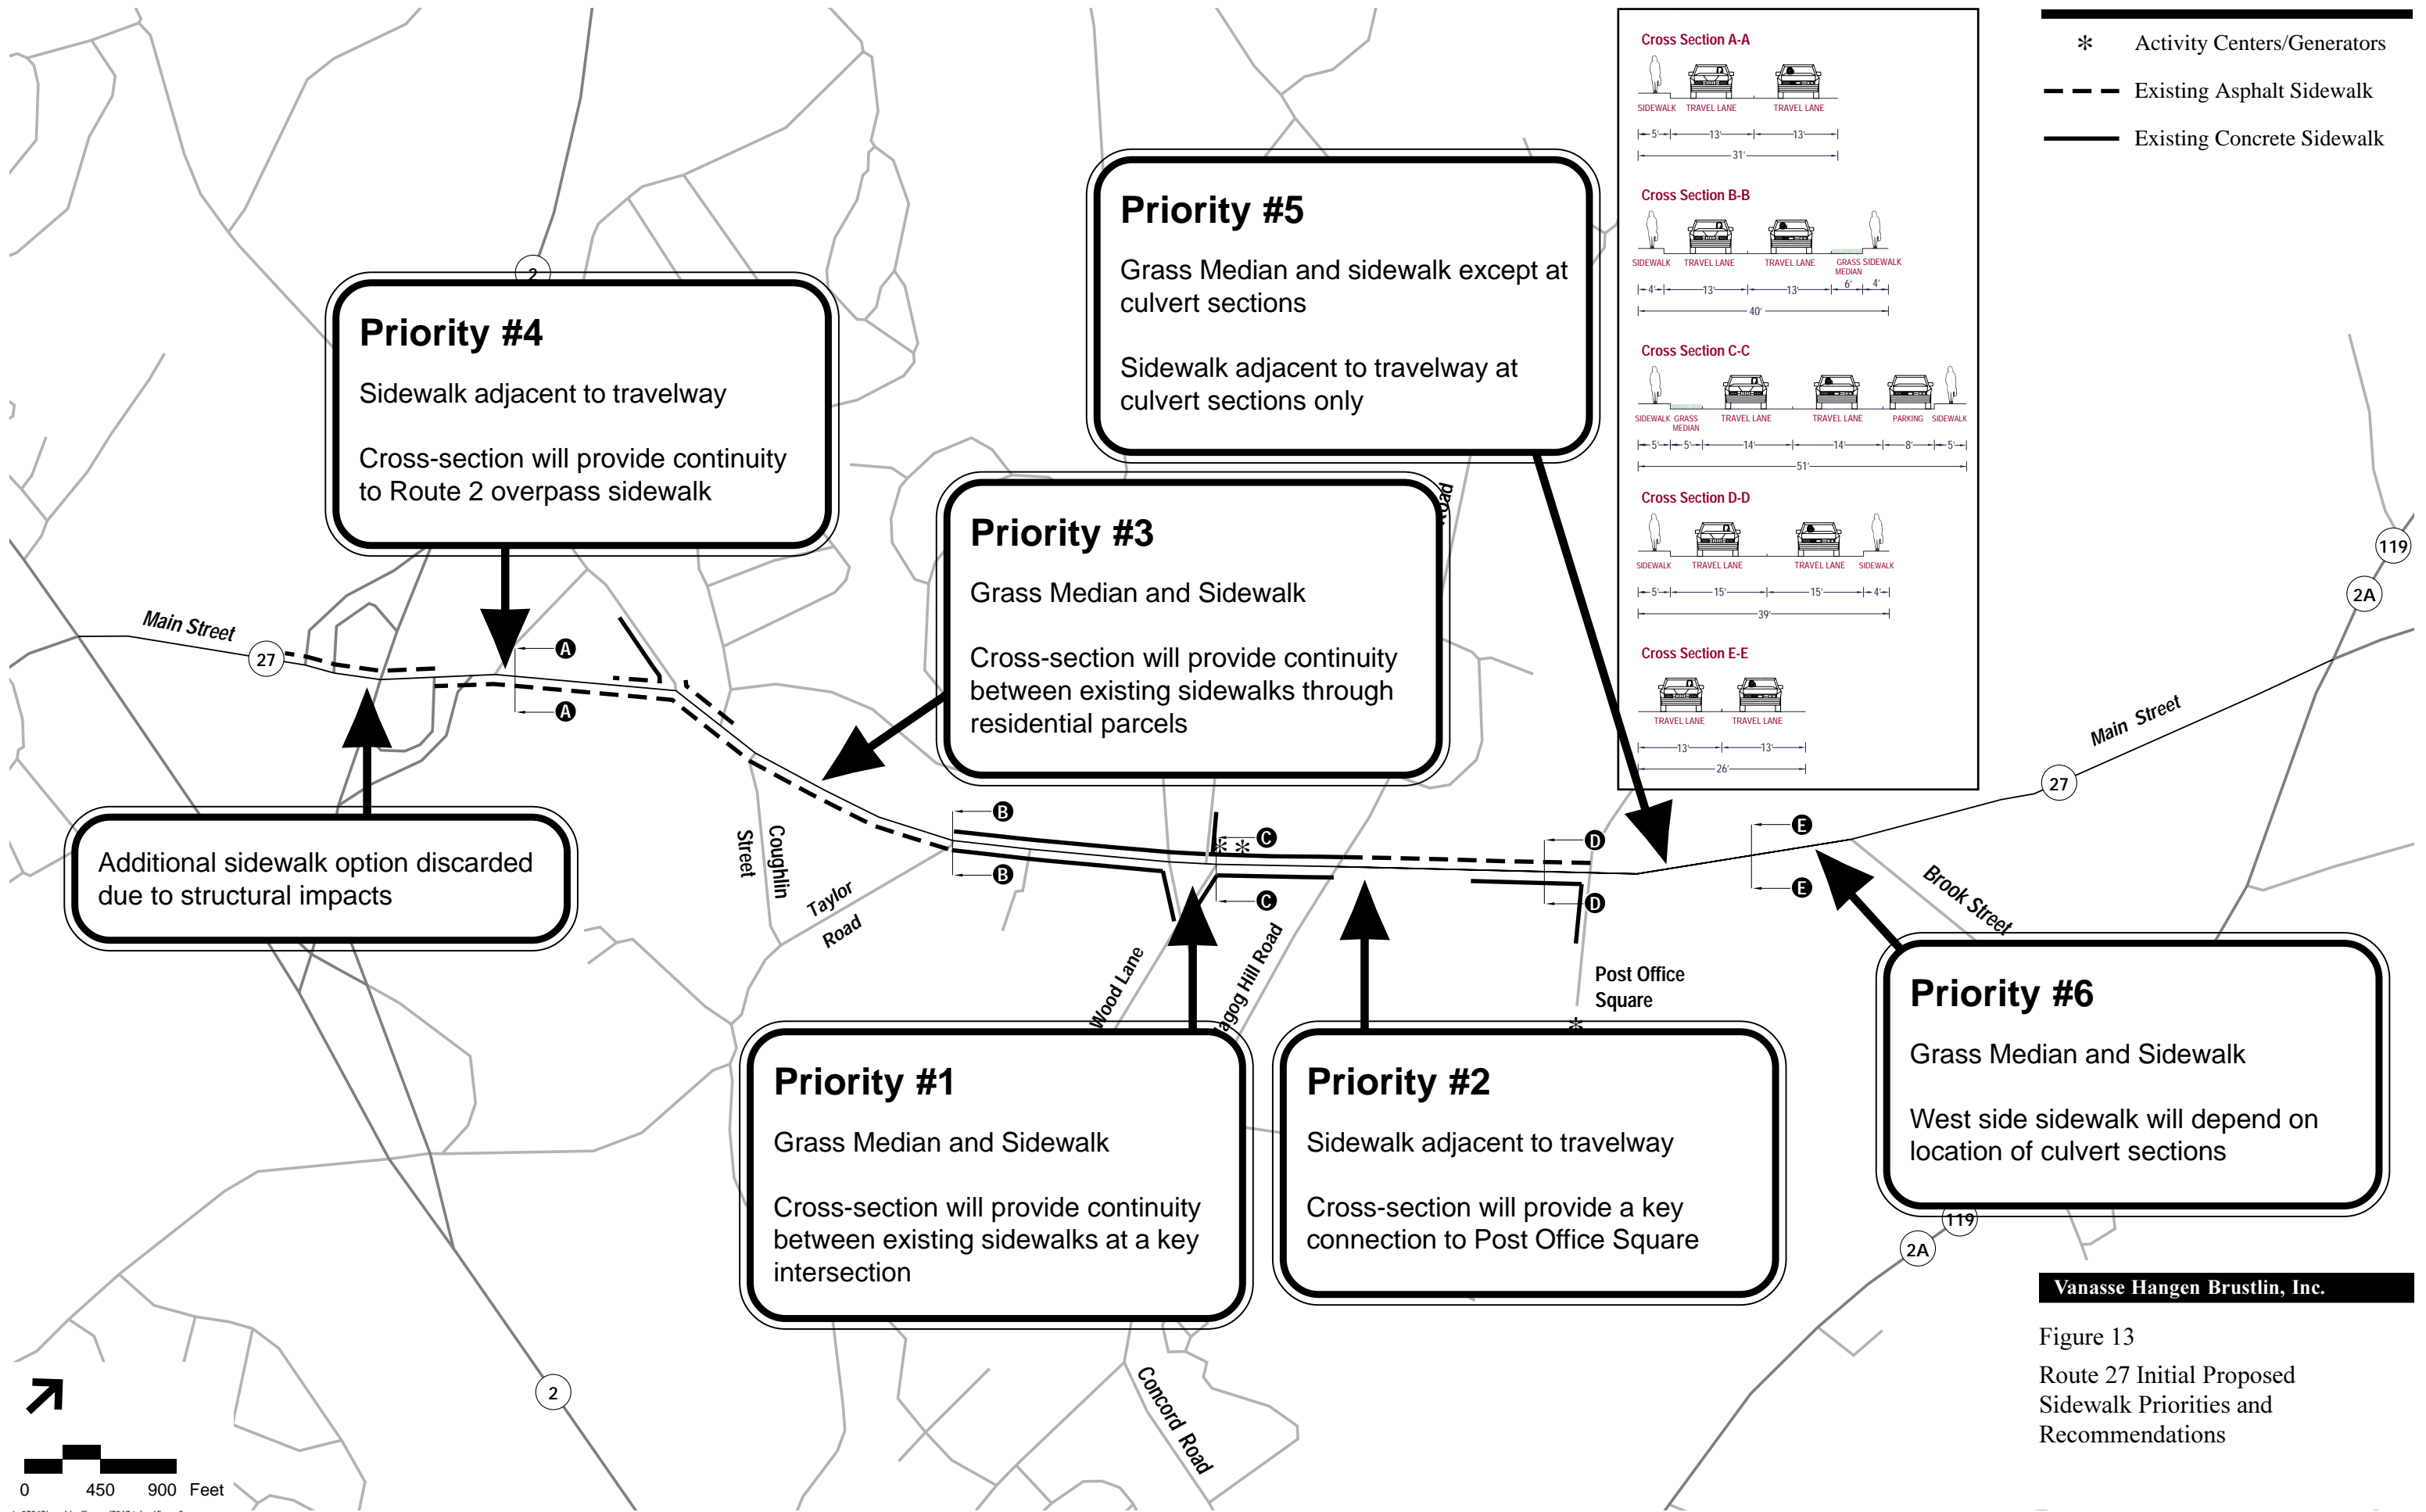 Cross Section A-A
SIDEWALK TRAVEL LANE TRAVEL LANE
5' 13' 13'
31'
Cross Section B-B
SIDEWALK TRAVEL LANE TRAVEL LANE GRASS SIDEWALK
MEDIAN
4' 13' 13' 6' 4'
40'
Cross Section C-C
SIDEWALK GRASS TRAVEL LANE TRAVEL LANE PARKING SIDEWALK
MEDIAN
5' 5' 14' 14' 8' 5'
51'
Cross Section D-D
SIDEWALK TRAVEL LANE TRAVEL LANE SIDEWALK
5' 15' 15' 4'
39'
Cross Section E-E
TRAVEL LANE TRAVEL LANE
13' 13'
26'
* Activity Centers/Generators
Existing Asphalt Sidewalk
Existing Concrete Sidewalk
Priority #5
Grass Median and sidewalk except at
culvert sections
Sidewalk adjacent to travelway at
culvert sections only
2
Priority #4
Sidewalk adjacent to travelway
Cross-section will provide continuity
to Route 2 overpass sidewalk
Priority #3
Grass Median and Sidewalk
Cross-section will provide continuity
between existing sidewalks through
residential parcels
119
2A
Main Street
27
A
A
Main Street
27
Additional sidewalk option discarded
due to structural impacts
Coughlin
Street
Taylor
Road
B
B
C
* *
C
D
D
E
E
Brook Street
Wood Lane
Hill Road
Post Office
Square
*
Priority #1
Grass Median and Sidewalk
Cross-section will provide continuity
between existing sidewalks at a key
intersection
Priority #2
Sidewalk adjacent to travelway
Cross-section will provide a key
connection to Post Office Square
Priority #6
Grass Median and Sidewalk
West side sidewalk will depend on
location of culvert sections
119
2A
2
Concord Road
0 450 900 Feet
Vanasse Hangen Brustlin, Inc.
Figure 13
Route 27 Initial Proposed
Sidewalk Priorities and
Recommendations